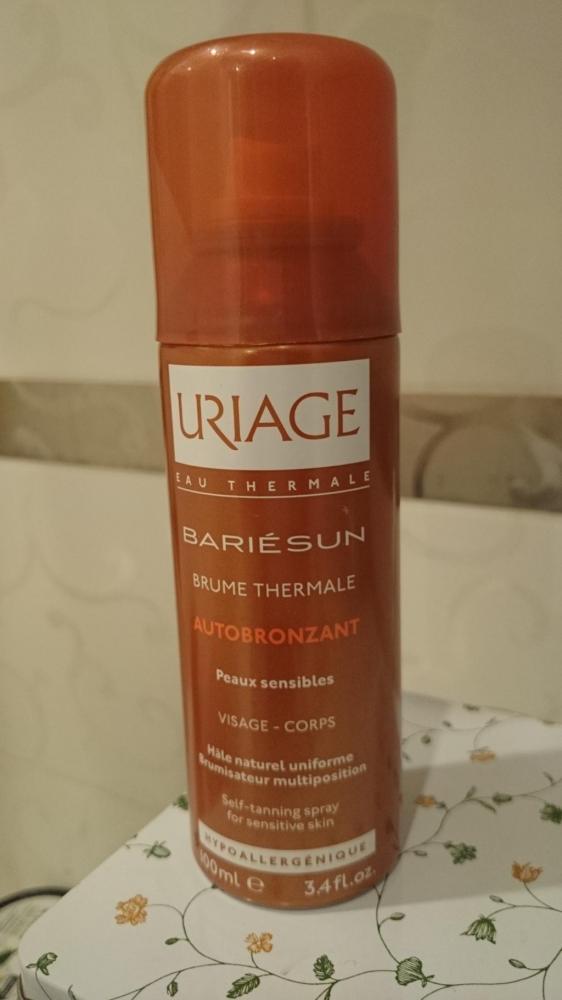 URIAGE
EAU THERMALE
BARIÉSUN
BRUME THERMALE
AUTOBRONZANT
Peaux sensibles
VISAGE - CORPS
Hâle naturel uniforme
Brumisateur multiposition
Self-tanning spray
for sensitive skin
HYPOALLERGÉNIQUE
100ml ℮ 3.4fl.oz.